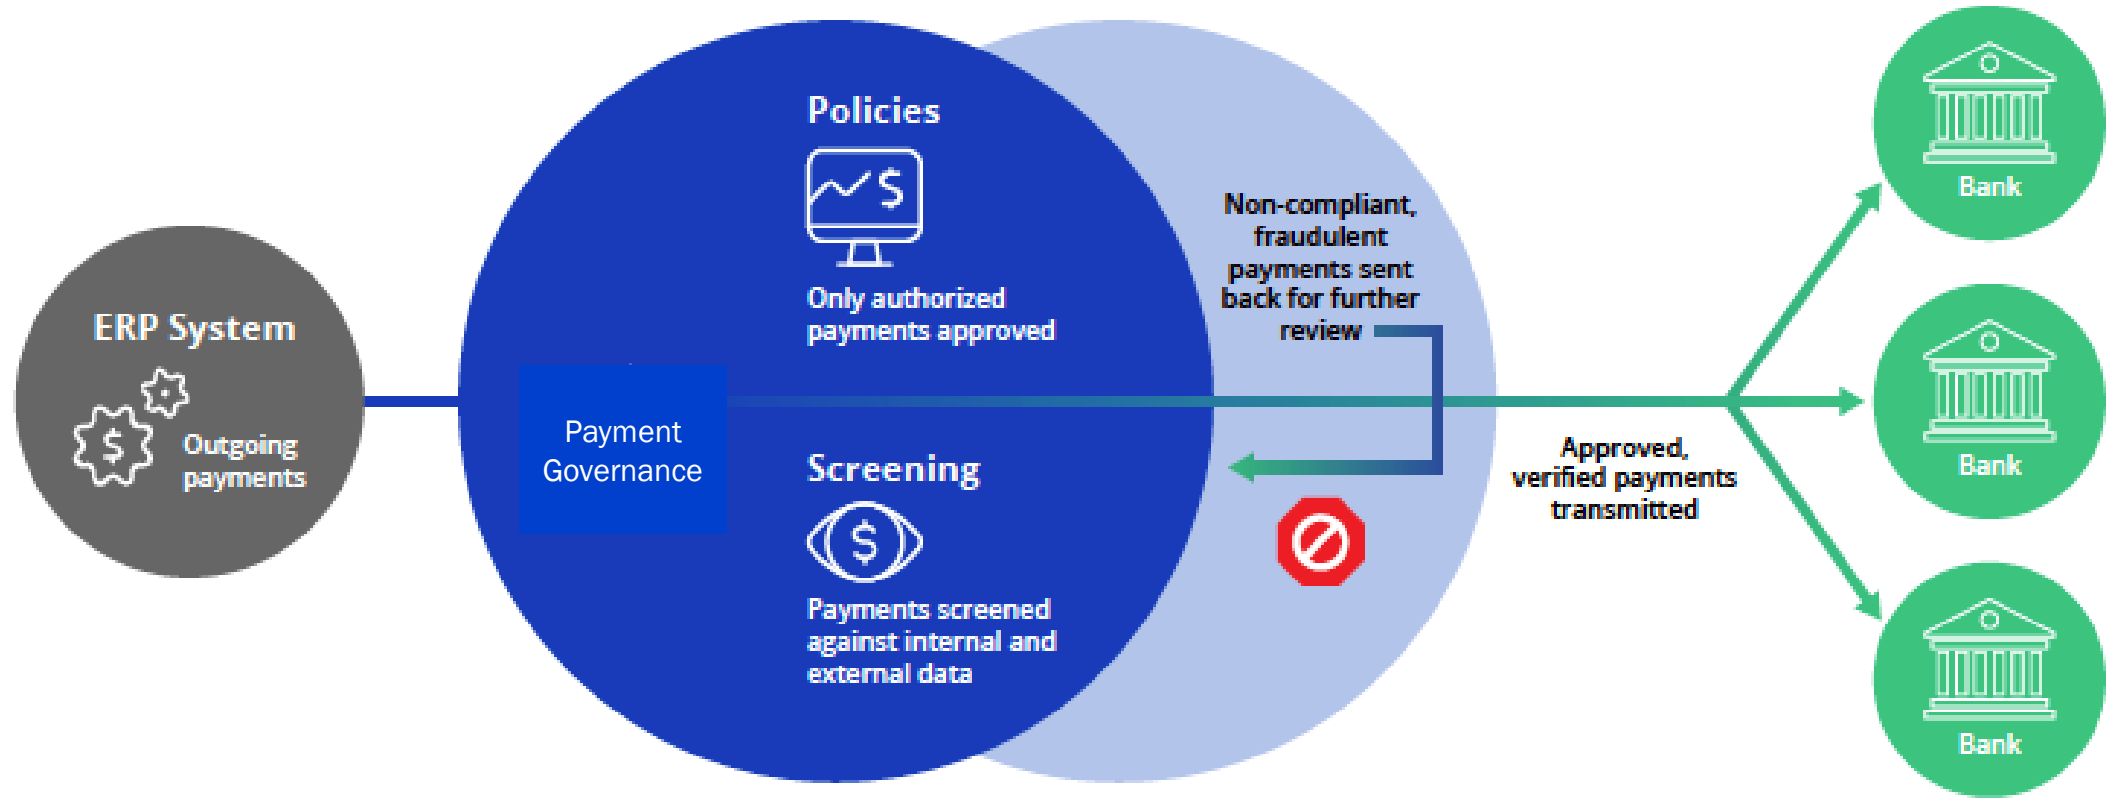 ERP System
Outgoing
payments
Payment
Governance
Policies
Only authorized
payments approved
Screening
Payments screened
against internal and
external data
Non-compliant,
fraudulent
payments sent
back for further
review
Approved,
verified payments
transmitted
Bank
Bank
Bank